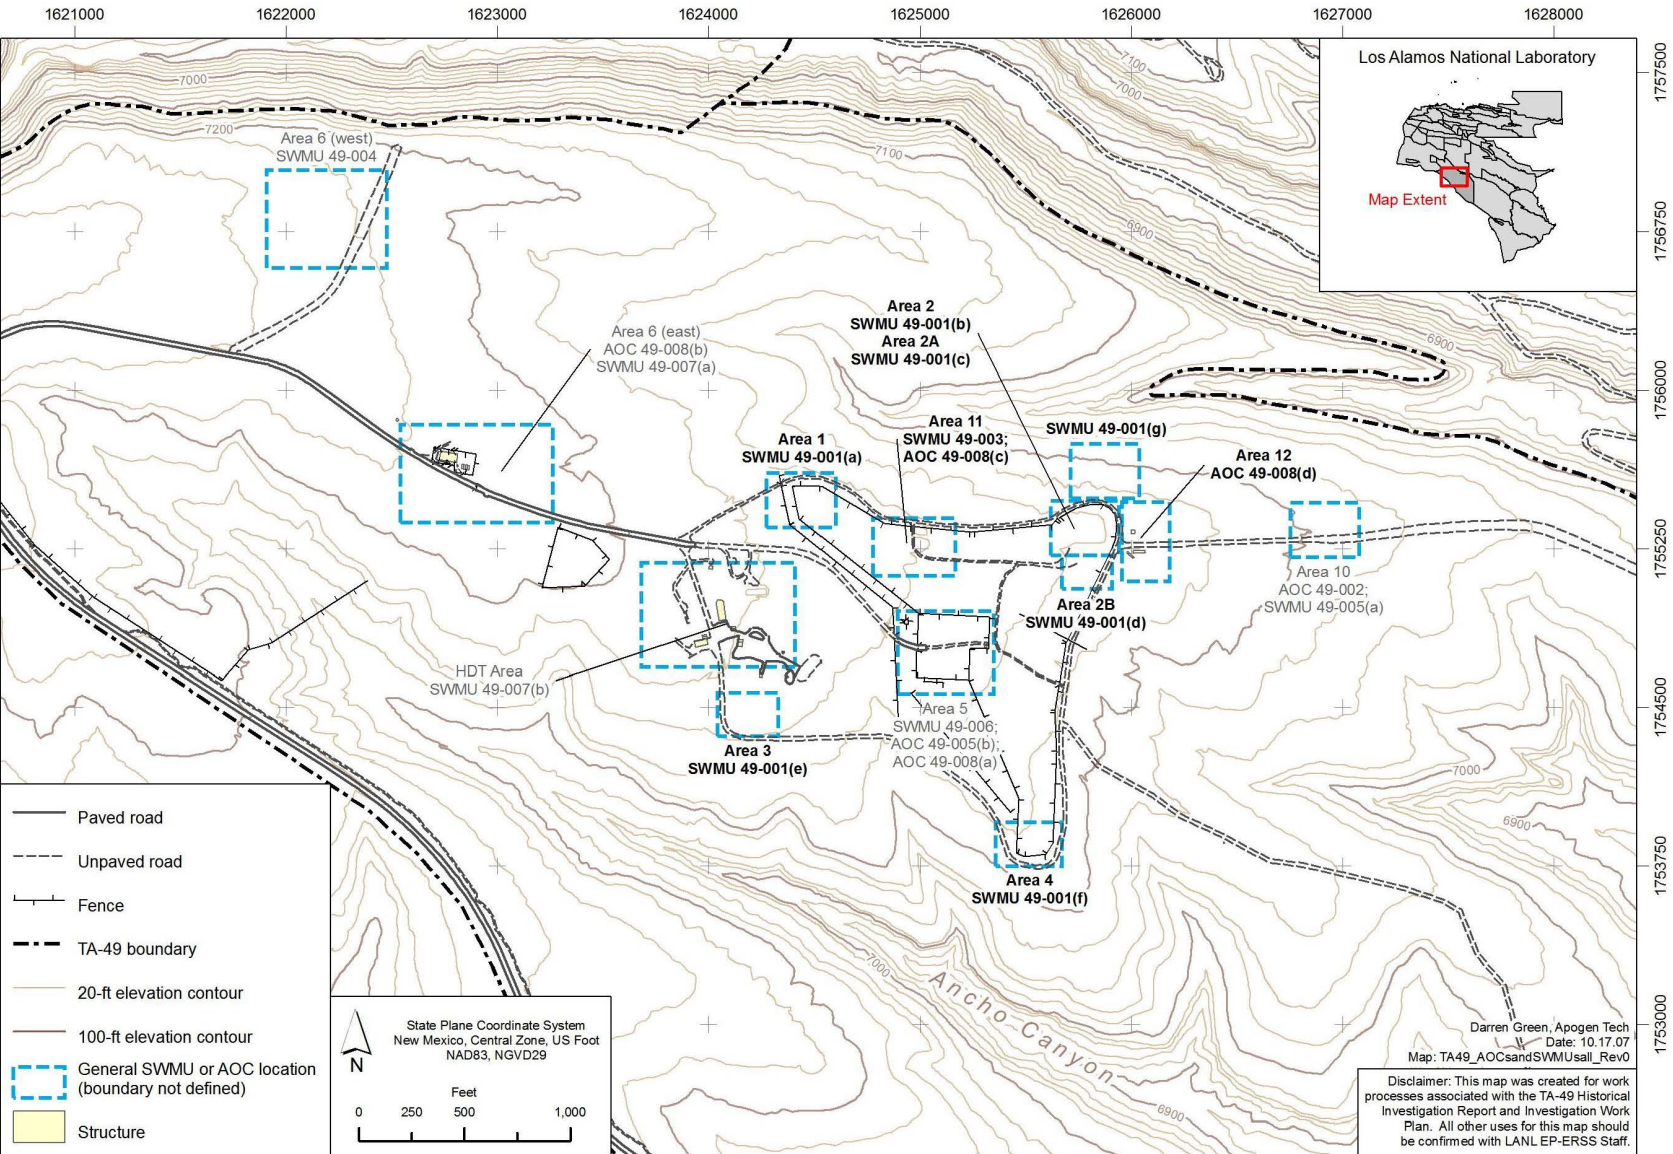 1621000
1622000
1623000
1624000
1625000
1626000
1627000
1628000
1757500
1756750
1756000
1755250
1754500
1753750
1753000
Los Alamos National Laboratory
Map Extent
7000
7200
7100
7100
7000
6900
6900
Area 6 (west)
SWMU 49-004
Area 6 (east)
AOC 49-008(b)
SWMU 49-007(a)
Area 2
SWMU 49-001(b)
Area 2A
SWMU 49-001(c)
Area 11
SWMU 49-003;
AOC 49-008(c)
SWMU 49-001(g)
Area 1
SWMU 49-001(a)
Area 12
AOC 49-008(d)
Area 10
AOC 49-002;
SWMU 49-005(a)
Area 2B
SWMU 49-001(d)
HDT Area
SWMU 49-007(b)
Area 5
SWMU 49-006;
AOC 49-005(b);
AOC 49-008(a)
Area 3
SWMU 49-001(e)
Area 4
SWMU 49-001(f)
7000
6900
7000
6900
Ancho Canyon
Paved road
Unpaved road
Fence
TA-49 boundary
20-ft elevation contour
100-ft elevation contour
General SWMU or AOC location
(boundary not defined)
Structure
N
State Plane Coordinate System
New Mexico, Central Zone, US Foot
NAD83, NGVD29
Feet
0 250 500 1,000
Darren Green, Apogen Tech
Date: 10.17.07
Map: TA49_AOCsandSWMUsall_Rev0
Disclaimer: This map was created for work
processes associated with the TA-49 Historical
Investigation Report and Investigation Work
Plan. All other uses for this map should
be confirmed with LANL EP-ERSS Staff.